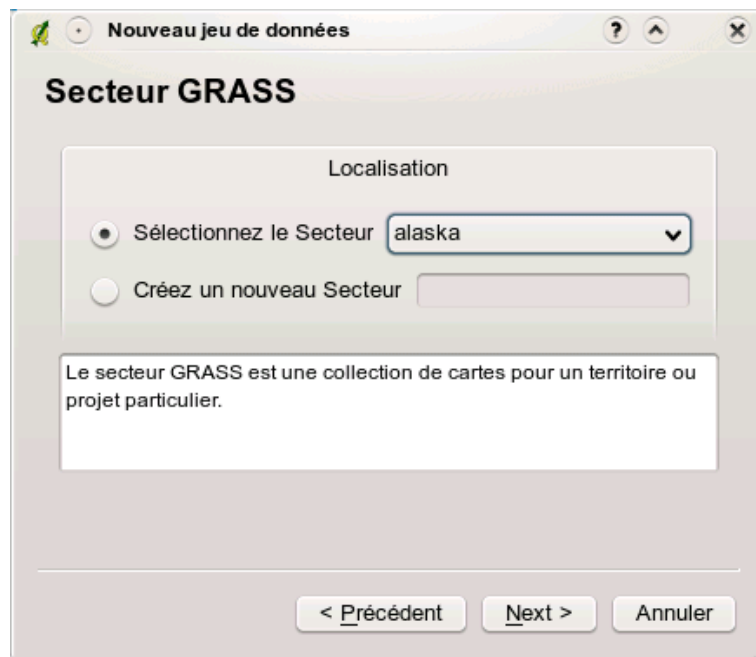 Nouveau jeu de données
Secteur GRASS
Localisation
Sélectionnez le Secteur alaska
Créez un nouveau Secteur
Le secteur GRASS est une collection de cartes pour un territoire ou
projet particulier.
< Précédent Next > Annuler